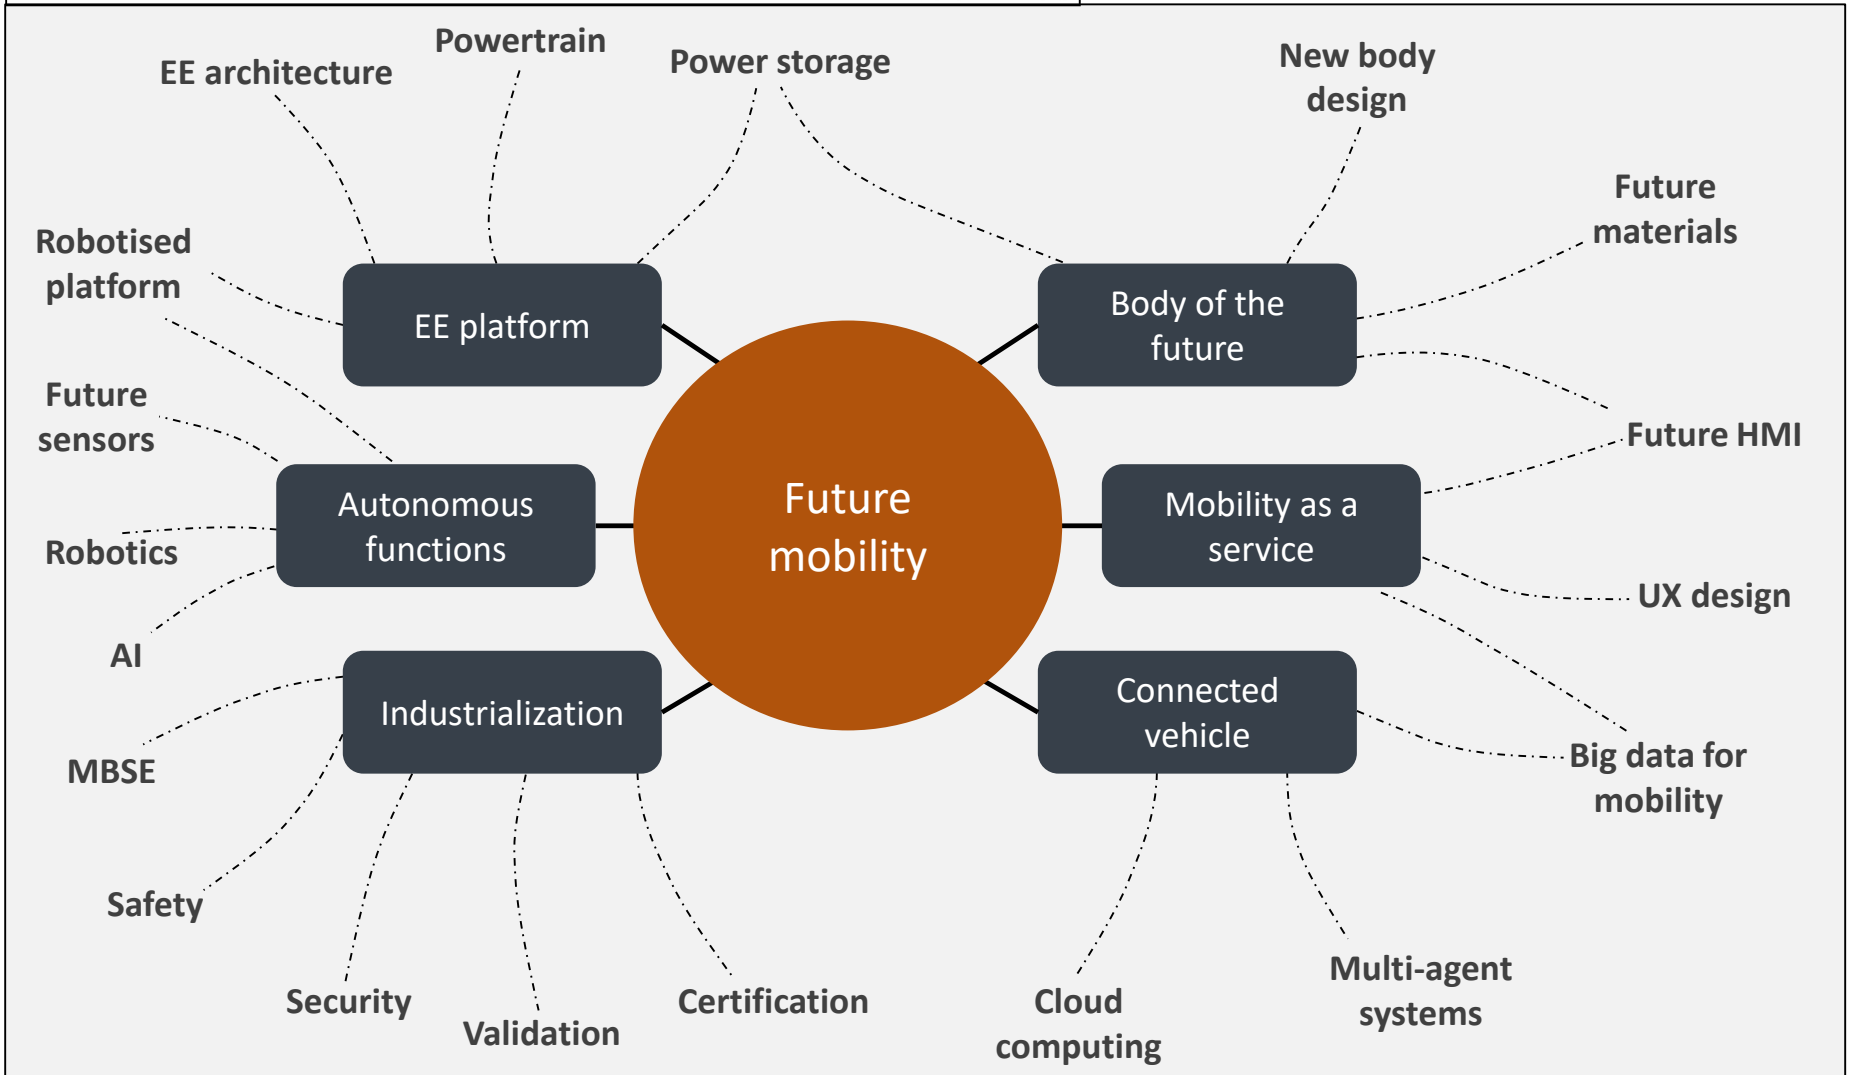 Powertrain
EE architecture
Power storage
New body
design
Future
materials
Robotised
platform
EE platform
Body of the
future
Future
sensors
Future HMI
Autonomous
functions
Future
mobility
Mobility as a
service
Robotics
UX design
AI
Industrialization
Connected
vehicle
MBSE
Big data for
mobility
Safety
Security
Validation
Certification
Cloud
computing
Multi-agent
systems